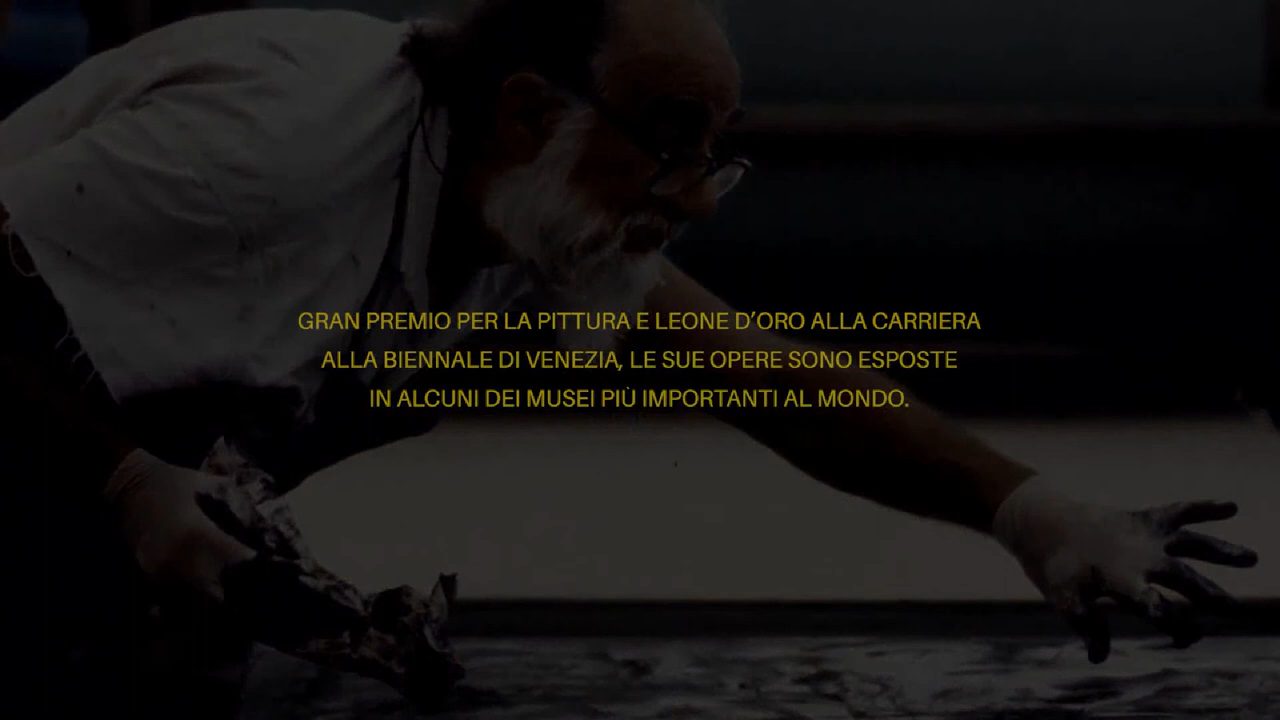 GRAN PREMIO PER LA PITTURA E LEONE D'ORO ALLA CARRIERA
ALLA BIENNALE DI VENEZIA, LE SUE OPERE SONO ESPOSTE
IN ALCUNI DEI MUSEI PIÙ IMPORTANTI AL MONDO.